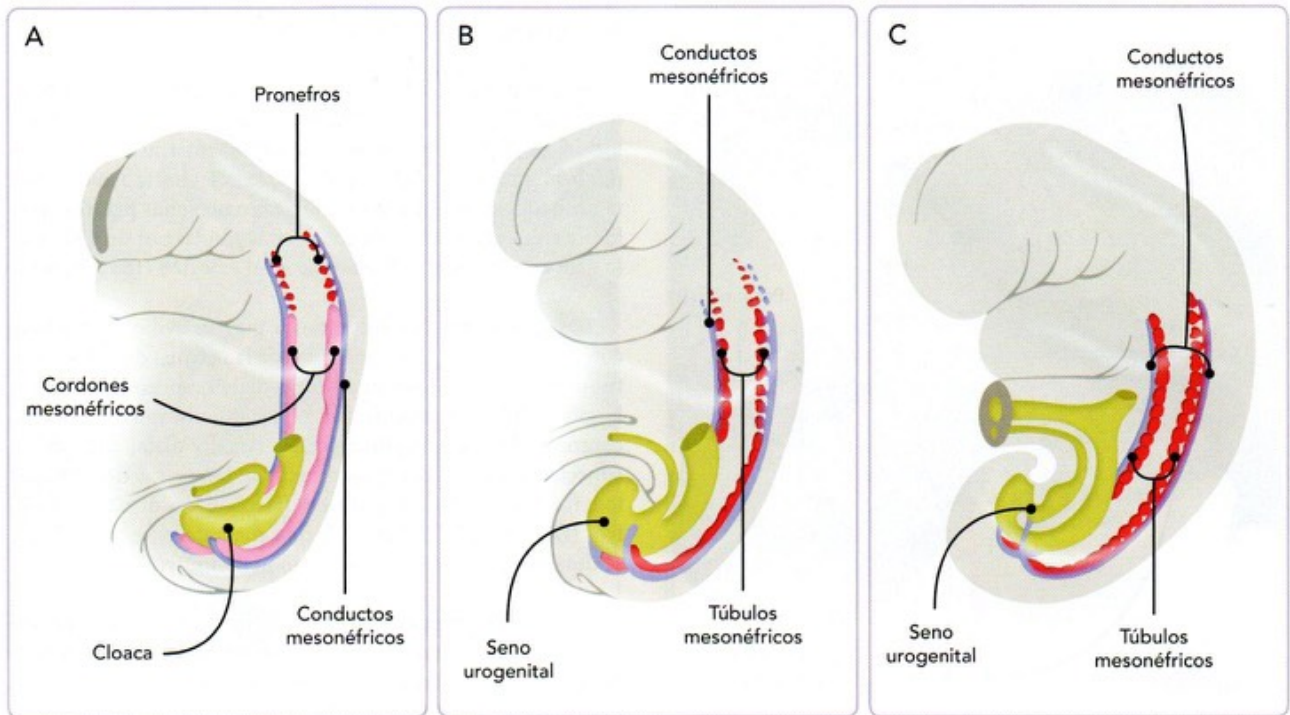 A
Pronefros
Cordones
mesonéfricos
Cloaca
Conductos
mesonéfricos
B
Conductos
mesonéfricos
Seno
urogenital
Túbulos
mesonéfricos
C
Conductos
mesonéfricos
Seno
urogenital
Túbulos
mesonéfricos